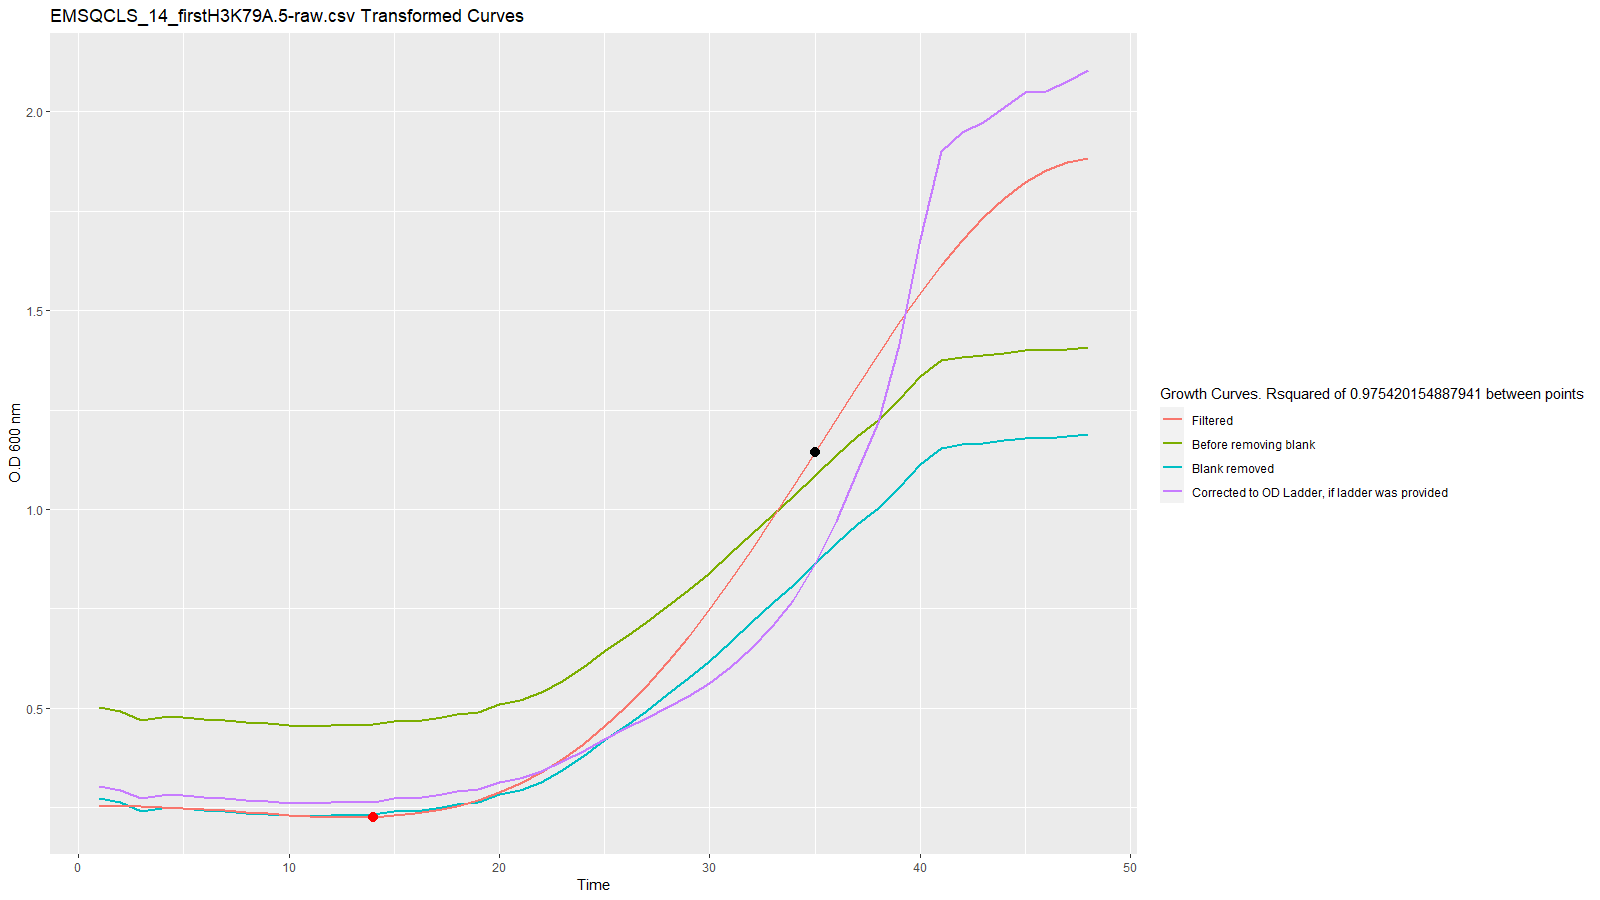 EMSQCLS_14_firstH3K79A.5-raw.csv Transformed Curves
2.0
1.5
1.0
0.5
O.D 600 nm
0
10
20
30
40
50
Time
Growth Curves. Rsquared of 0.975420154887941 between points
Filtered
Before removing blank
Blank removed
Corrected to OD Ladder, if ladder was provided